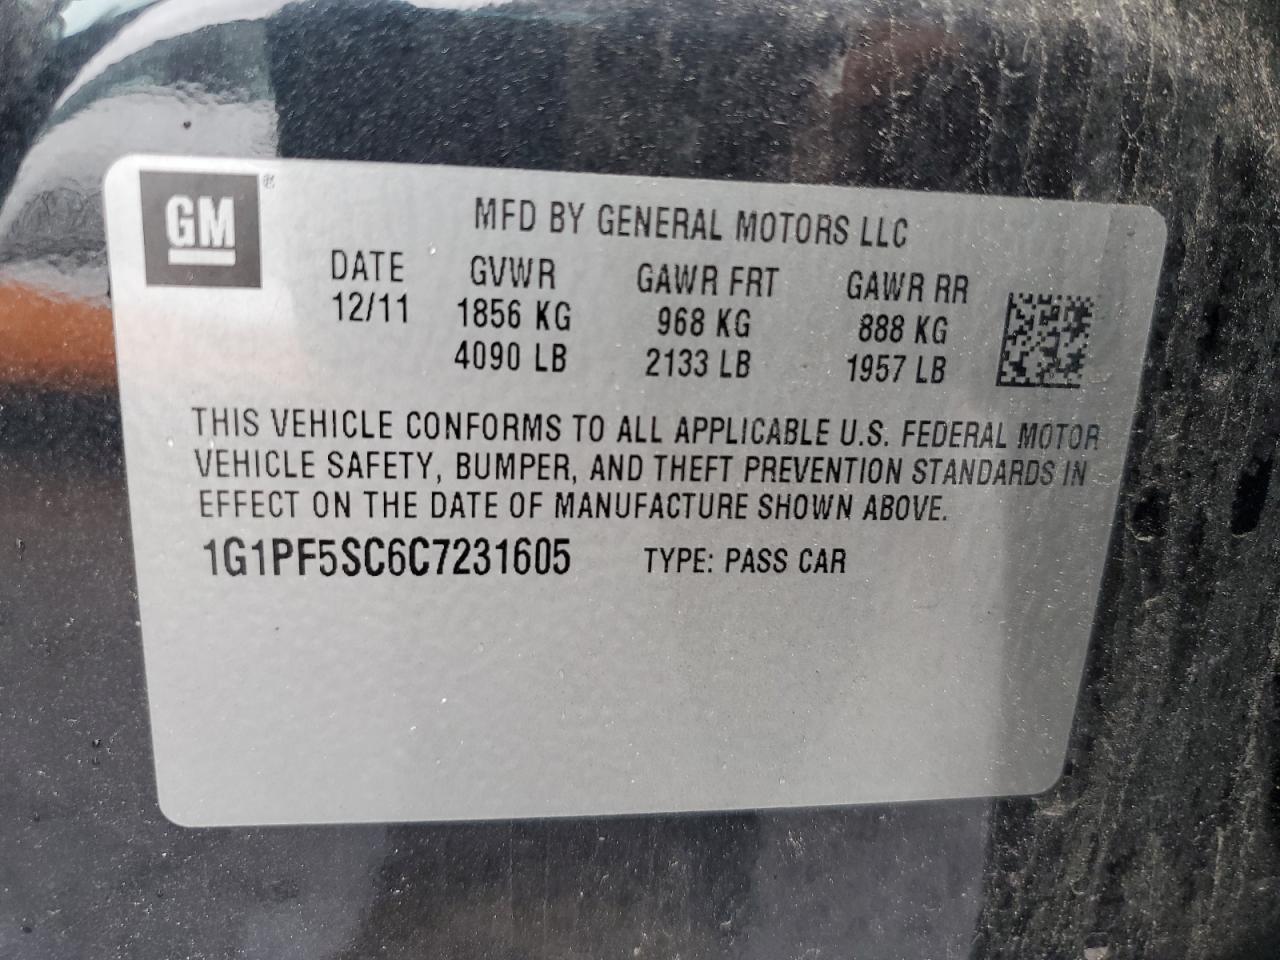 GM®
MFD BY GENERAL MOTORS LLC
DATE GVWR GAWR FRT GAWR RR
12/11 1856 KG 968 KG 888 KG
4090 LB 2133 LB 1957 LB
THIS VEHICLE CONFORMS TO ALL APPLICABLE U.S. FEDERAL MOTOR
VEHICLE SAFETY, BUMPER, AND THEFT PREVENTION STANDARDS IN
EFFECT ON THE DATE OF MANUFACTURE SHOWN ABOVE.
1G1PF5SC6C7231605 TYPE: PASS CAR